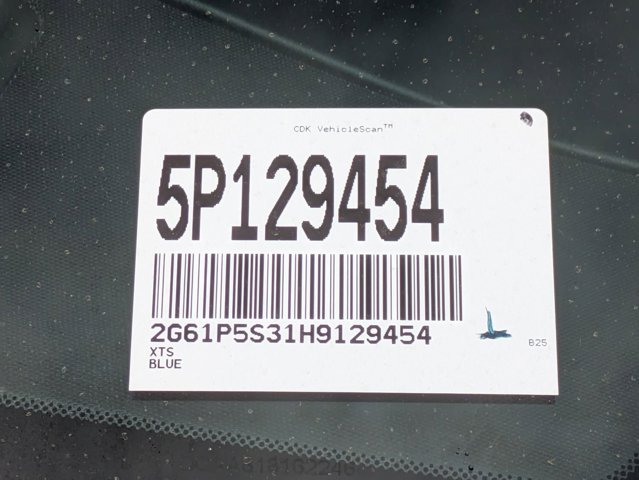 CDK VehicleScan™
5P129454
2G61P5S31H9129454
XTS
BLUE
B25